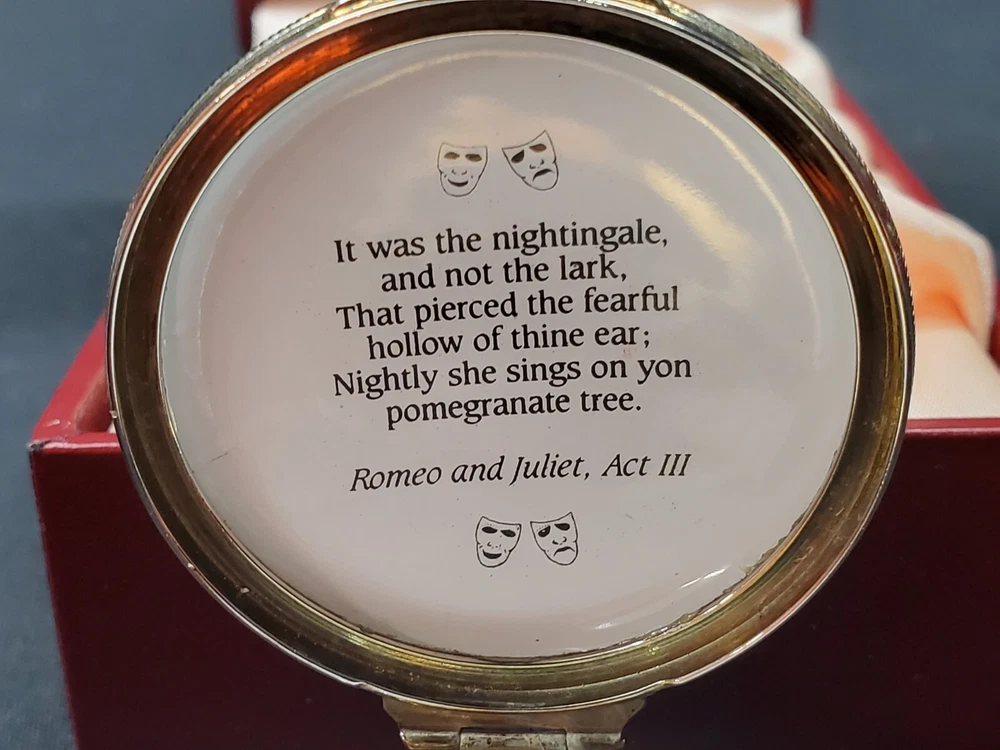 It was the nightingale,
and not the lark,
That pierced the fearful
hollow of thine ear;
Nightly she sings on yon
pomegranate tree.
Romeo and Juliet, Act III